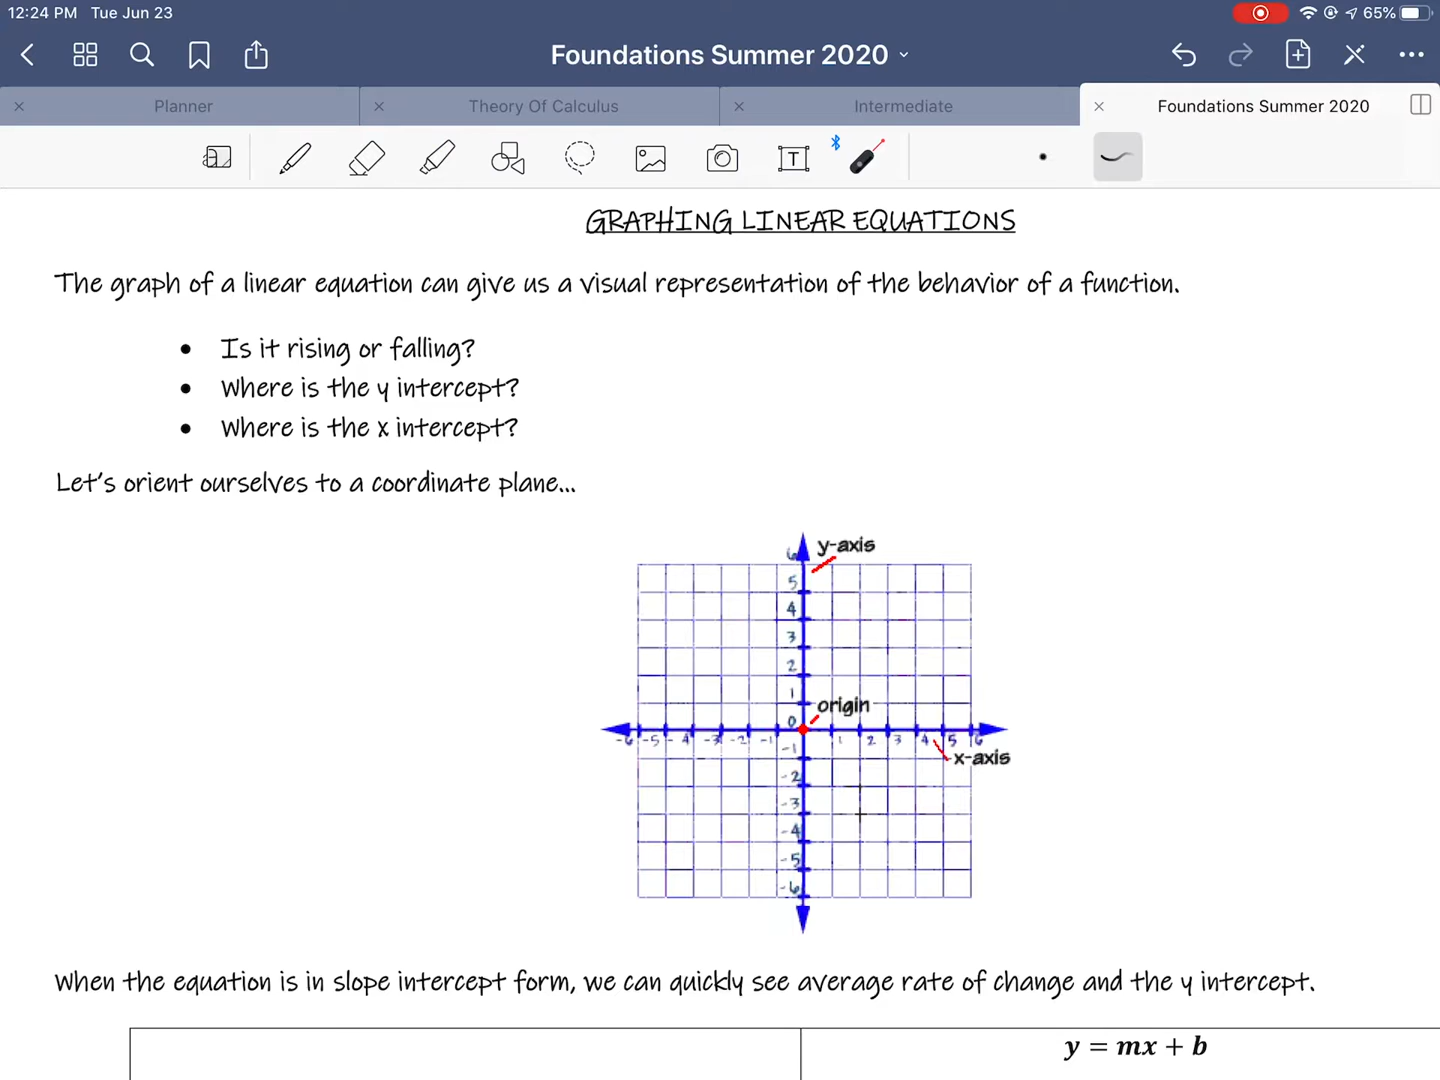 12:24 PM Tue Jun 23
65%
Foundations Summer 2020
Planner
Theory Of Calculus
Intermediate
Foundations Summer 2020
T
GRAPHING LINEAR EQUATIONS
The graph of a linear equation can give us a visual representation of the behavior of a function.
• Is it rising or falling?
• Where is the y intercept?
• Where is the x intercept?
Let's orient ourselves to a coordinate plane...
y-axis
6
5
4
3
2
1
origin
0
-6 -5 -4 -3 -2 -1 1 2 3 4 5 6
x-axis
-1
-2
-3
-4
-5
-6
When the equation is in slope intercept form, we can quickly see average rate of change and the y intercept.
y = mx + b